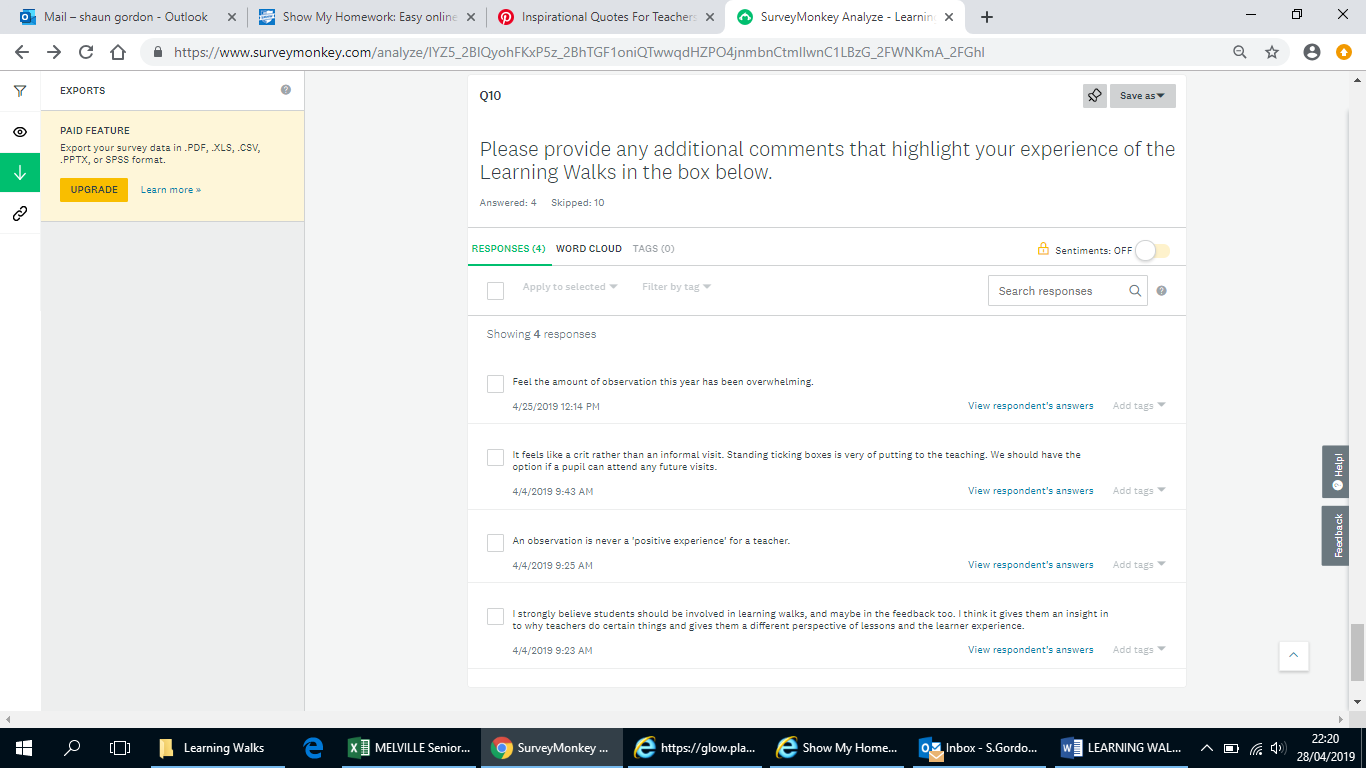 Mail – shaun gordon - Outlook
Show My Homework: Easy online
Inspirational Quotes For Teachers
SurveyMonkey Analyze - Learnin
https://www.surveymonkey.com/analyze/
EXPORTS
PAID FEATURE
Export your survey data in .PDF, .XLS, .CSV,
.PPTX, or SPSS format.
UPGRADE
Learn more »
Q10
Save as
Please provide any additional comments that highlight your experience of the
Learning Walks in the box below.
Answered: 4 Skipped: 10
RESPONSES (4) WORD CLOUD TAGS (0)
Sentiments: OFF
Apply to selected Filter by tag
Search responses
Showing 4 responses
Feel the amount of observation this year has been overwhelming.
4/25/2019 12:14 PM
View respondent's answers Add tags
It feels like a crit rather than an informal visit. Standing ticking boxes is very of putting to the teaching. We should have the
option if a pupil can attend any future visits.
4/4/2019 9:43 AM
View respondent's answers Add tags
An observation is never a 'positive experience' for a teacher.
4/4/2019 9:25 AM
View respondent's answers Add tags
I strongly believe students should be involved in learning walks, and maybe in the feedback too. I think it gives them an insight in
to why teachers do certain things and gives them a different perspective of lessons and the learner experience.
4/4/2019 9:23 AM
View respondent's answers Add tags
Help!
Feedback
Learning Walks
MELVILLE Senior...
SurveyMonkey ...
https://glow.pla...
Show My Home...
Inbox - S.Gordo...
LEARNING WAL...
22:20
28/04/2019